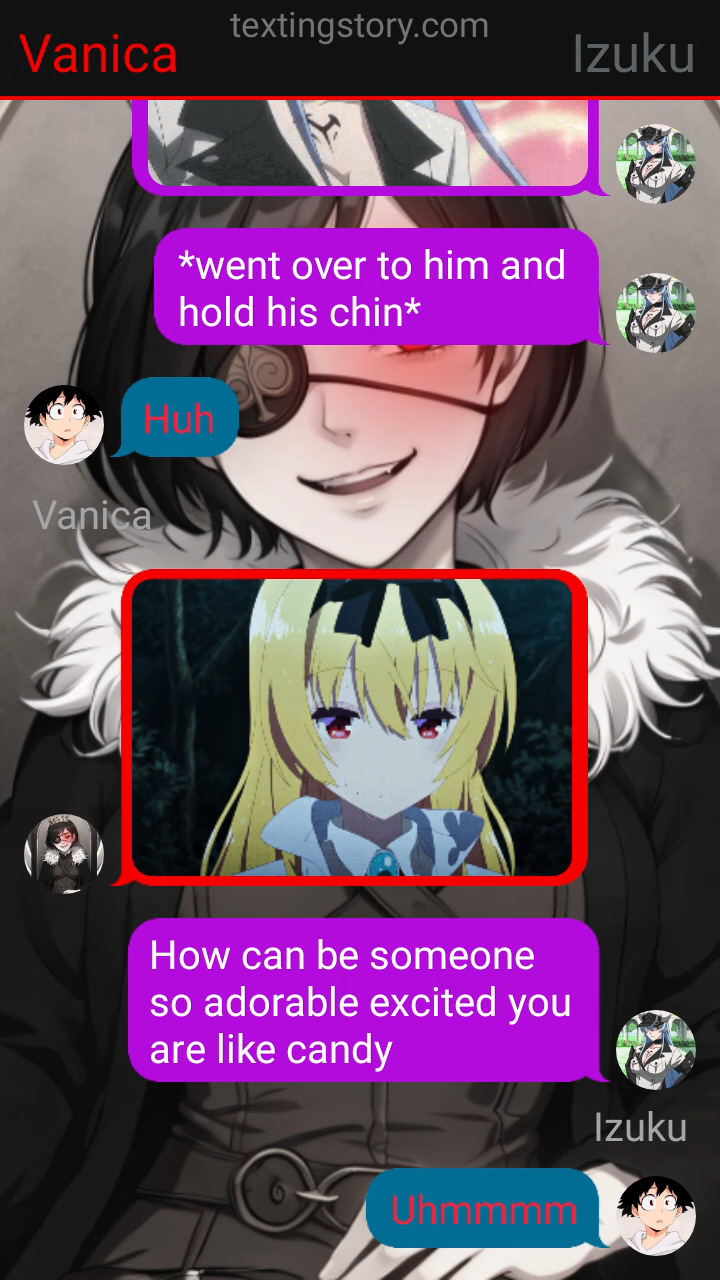 textingstory.com
Vanica
Izuku
*went over to him and
hold his chin*
Huh
Vanica
How can be someone
so adorable excited you
are like candy
Izuku
Uhmmmm